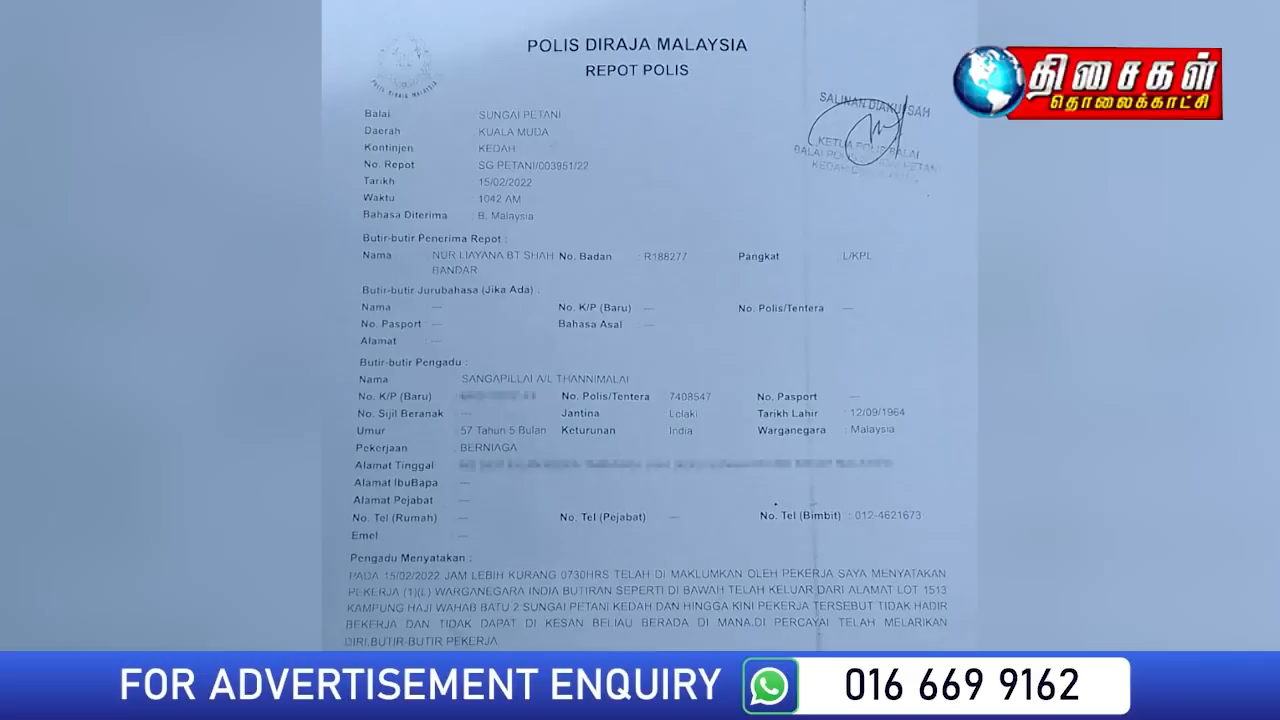 POLIS DIRAJA MALAYSIA
REPOT POLIS
POLIS DIRAJA MALAYSIA
திசைகள்
தொலைக்காட்சி
SALINAN DIAKUI SAH
KETUA POLIS BALAI
Balai SUNGAI PETANI
Daerah KUALA MUDA
Kontinjen KEDAH
No. Repot SG PETANI/003951/22
Tarikh 15/02/2022
Waktu : 1042 AM
Bahasa Diterima : B. Malaysia
Butir-butir Penerima Repot :
Nama : NUR LIAYANA BT SHAH BANDAR No. Badan : R188277 Pangkat : L/KPL
Butir-butir Jurubahasa (Jika Ada) :
Nama — No. K/P (Baru) : — No. Polis/Tentera : —
No. Pasport : — Bahasa Asal : —
Alamat : —
Butir-butir Pengadu :
Nama SANGAPILLAI A/L THANNIMALAI
No. K/P (Baru) No. Polis/Tentera : 7408547 No. Pasport : —
No. Sijil Beranak : — Jantina : Lelaki Tarikh Lahir : 12/09/1964
Umur : 57 Tahun 5 Bulan Keturunan : India Warganegara : Malaysia
Pekerjaan : BERNIAGA
Alamat Tinggal
Alamat IbuBapa : —
Alamat Pejabat : —
No. Tel (Rumah) : — No. Tel (Pejabat) : — No. Tel (Bimbit) : 012-4621673
Emel : —
Pengadu Menyatakan :
PADA 15/02/2022 JAM LEBIH KURANG 0730HRS TELAH DI MAKLUMKAN OLEH PEKERJA SAYA MENYATAKAN
PEKERJA (1)(L) WARGANEGARA INDIA BUTIRAN SEPERTI DI BAWAH TELAH KELUAR DARI ALAMAT LOT 1513
KAMPUNG HAJI WAHAB BATU 2 SUNGAI PETANI KEDAH DAN HINGGA KINI PEKERJA TERSEBUT TIDAK HADIR
BEKERJA DAN TIDAK DAPAT DI KESAN BELIAU BERADA DI MANA.DI PERCAYAI TELAH MELARIKAN
DIRI.BUTIR-BUTIR PEKERJA
FOR ADVERTISEMENT ENQUIRY 016 669 9162